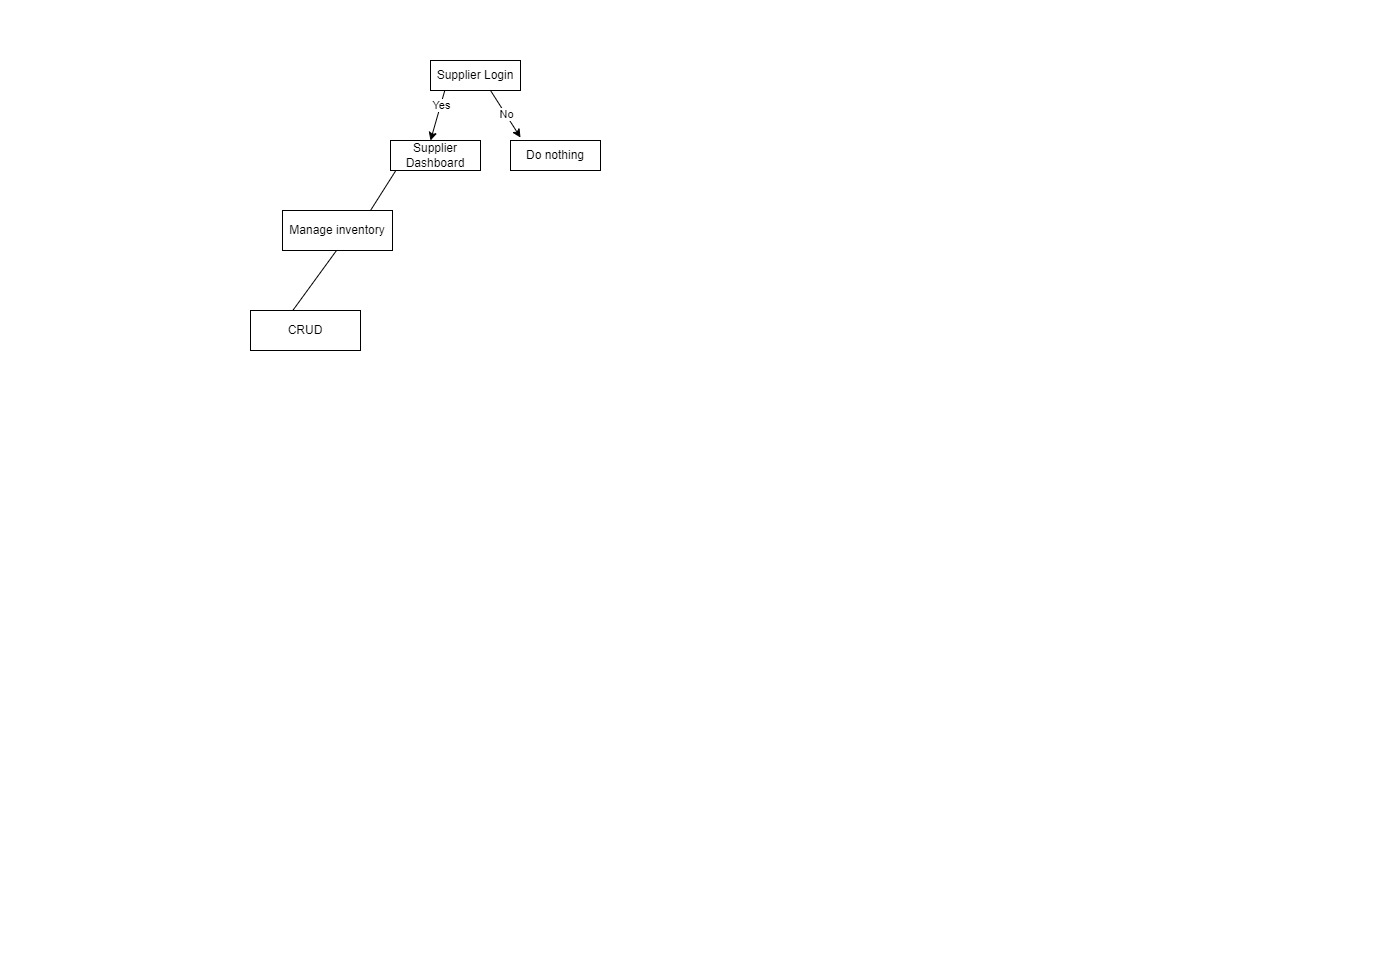 Supplier Login
Yes
No
Supplier
Dashboard
Do nothing
Manage inventory
CRUD